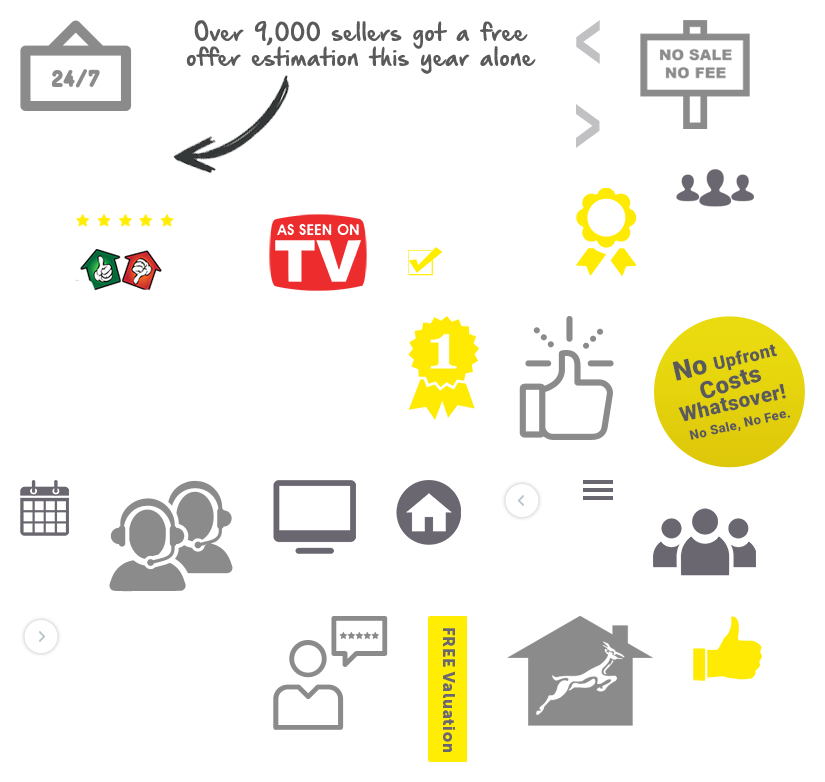 Over 9,000 sellers got a free
offer estimation this year alone
24/7
NO SALE
NO FEE
AS SEEN ON
TV
1
No Upfront
Costs
Whatsover!
No Sale, No Fee.
FREE Valuation